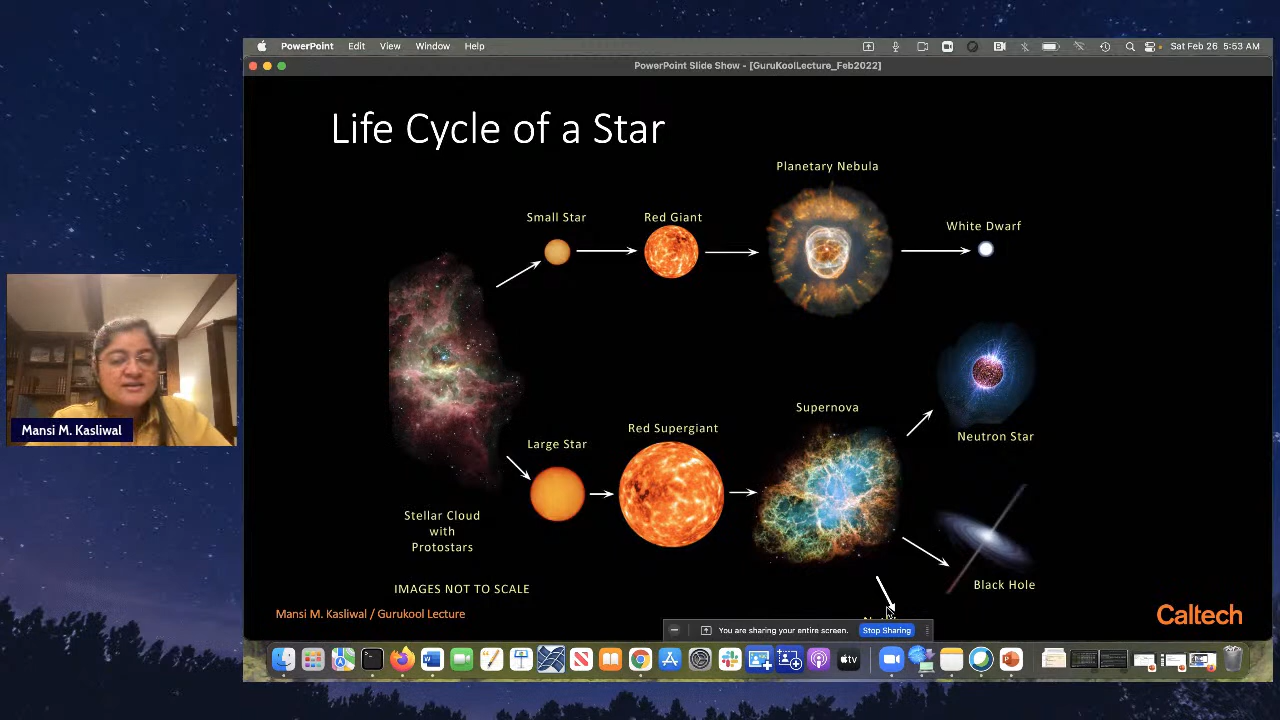 PowerPoint Edit View Window Help
Sat Feb 26 5:53 AM
PowerPoint Slide Show - [GuruKoolLecture_Feb2022]
Life Cycle of a Star
Planetary Nebula
Small Star
Red Giant
White Dwarf
Supernova
Neutron Star
Red Supergiant
Large Star
Mansi M. Kasliwal
Stellar Cloud
with
Protostars
Black Hole
IMAGES NOT TO SCALE
Mansi M. Kasliwal / Gurukool Lecture
Caltech
You are sharing your entire screen. Stop Sharing
tv